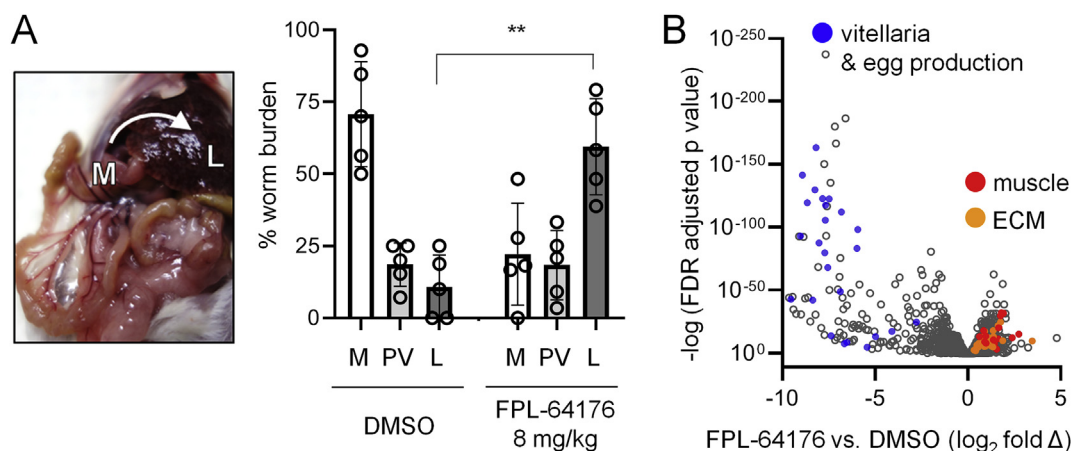 A
M
L
% worm burden
100
75
50
25
0
**
M PV L
M PV L
DMSO
FPL-64176
8 mg/kg
B
-log (FDR adjusted p value)
10⁻²⁵⁰
10⁻²⁰⁰
10⁻¹⁵⁰
10⁻¹⁰⁰
10⁻⁵⁰
10⁰
vitellaria
& egg production
muscle
ECM
-10 -5 0 5
FPL-64176 vs. DMSO (log₂ fold Δ)